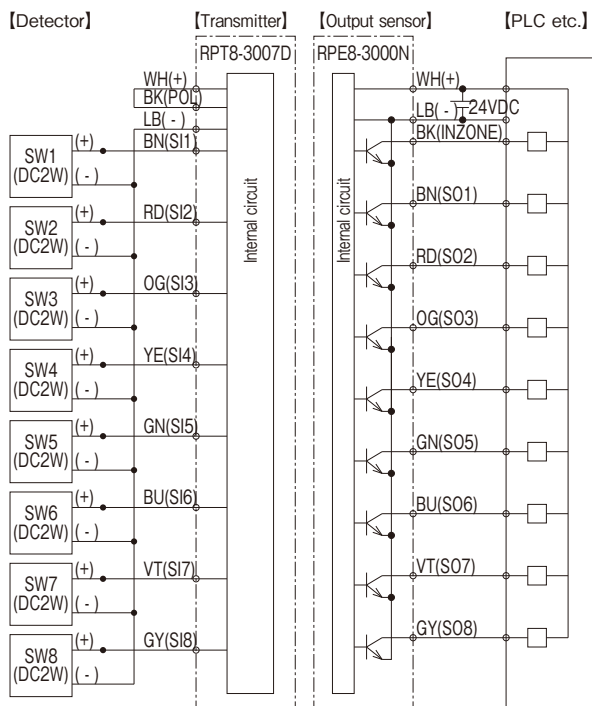 【Detector】
【Transmitter】
【Output sensor】
【PLC etc.】
RPT8-3007D
RPE8-3000N
WH(+)
BK(POL)
LB( - )
BN(SI1)
RD(SI2)
OG(SI3)
YE(SI4)
GN(SI5)
BU(SI6)
VT(SI7)
GY(SI8)
SW1
(DC2W)
(+)
( - )
SW2
(DC2W)
(+)
( - )
SW3
(DC2W)
(+)
( - )
SW4
(DC2W)
(+)
( - )
SW5
(DC2W)
(+)
( - )
SW6
(DC2W)
(+)
( - )
SW7
(DC2W)
(+)
( - )
SW8
(DC2W)
(+)
( - )
Internal circuit
Internal circuit
WH(+)
24VDC
LB( - )
BK(INZONE)
BN(SO1)
RD(SO2)
OG(SO3)
YE(SO4)
GN(SO5)
BU(SO6)
VT(SO7)
GY(SO8)